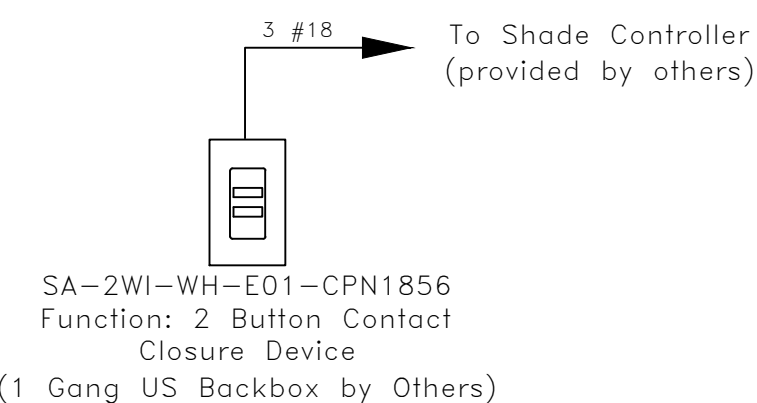 3 #18
To Shade Controller
(provided by others)
SA-2WI-WH-E01-CPN1856
Function: 2 Button Contact
Closure Device
(1 Gang US Backbox by Others)